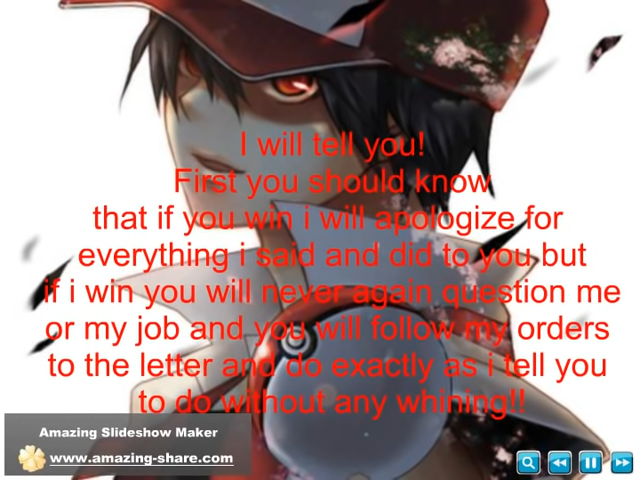 I will tell you!
First you should know
that if you win i will apologize for
everything i said and did to you but
if i win you will never again question me
or my job and you will follow my orders
to the letter and do exactly as i tell you
to do without any whining!!
Amazing Slideshow Maker
www.amazing-share.com